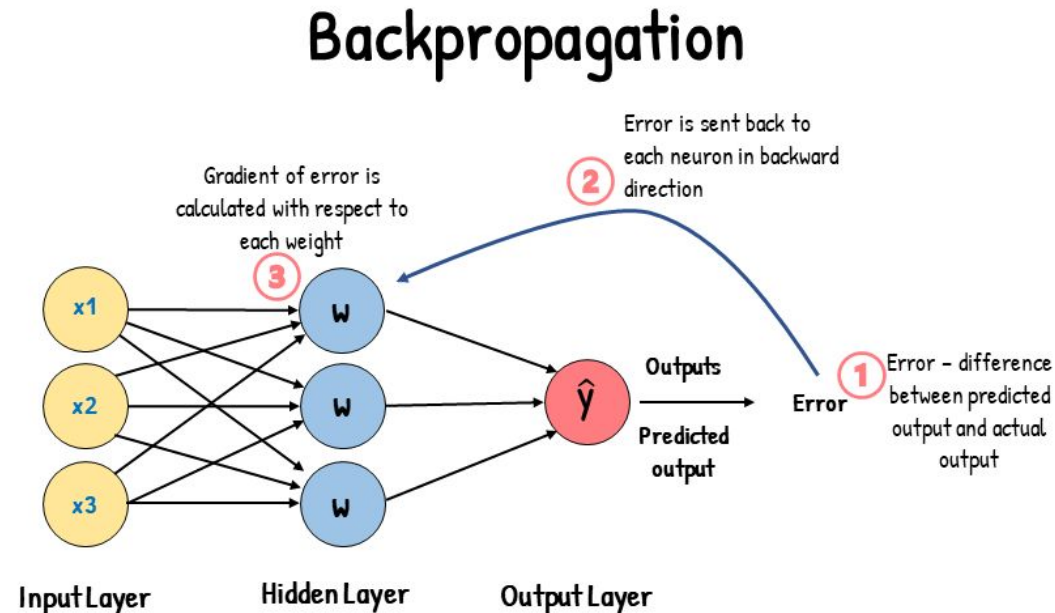 Backpropagation
Error is sent back to
each neuron in backward
direction
2
Gradient of error is
calculated with respect to
each weight
3
x1
x2
x3
w
w
w
ŷ
Outputs
Predicted
output
Error
1
Error – difference
between predicted
output and actual
output
Input Layer
Hidden Layer
Output Layer